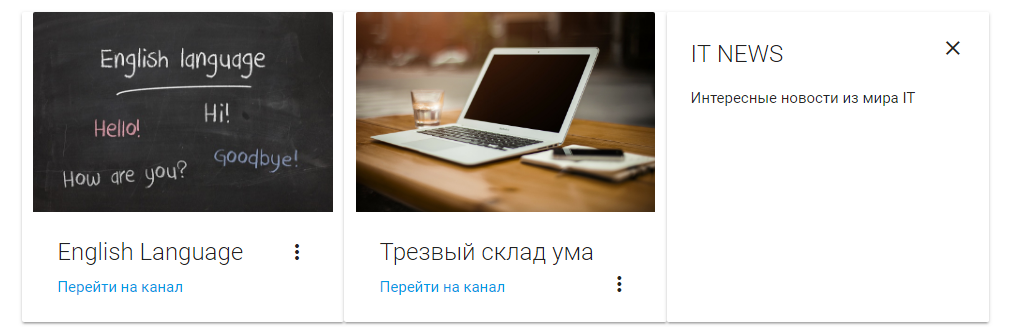 English language
Hi!
Hello!
Goodbye!
How are you?
English Language
Перейти на канал
Трезвый склад ума
Перейти на канал
IT NEWS
Интересные новости из мира IT